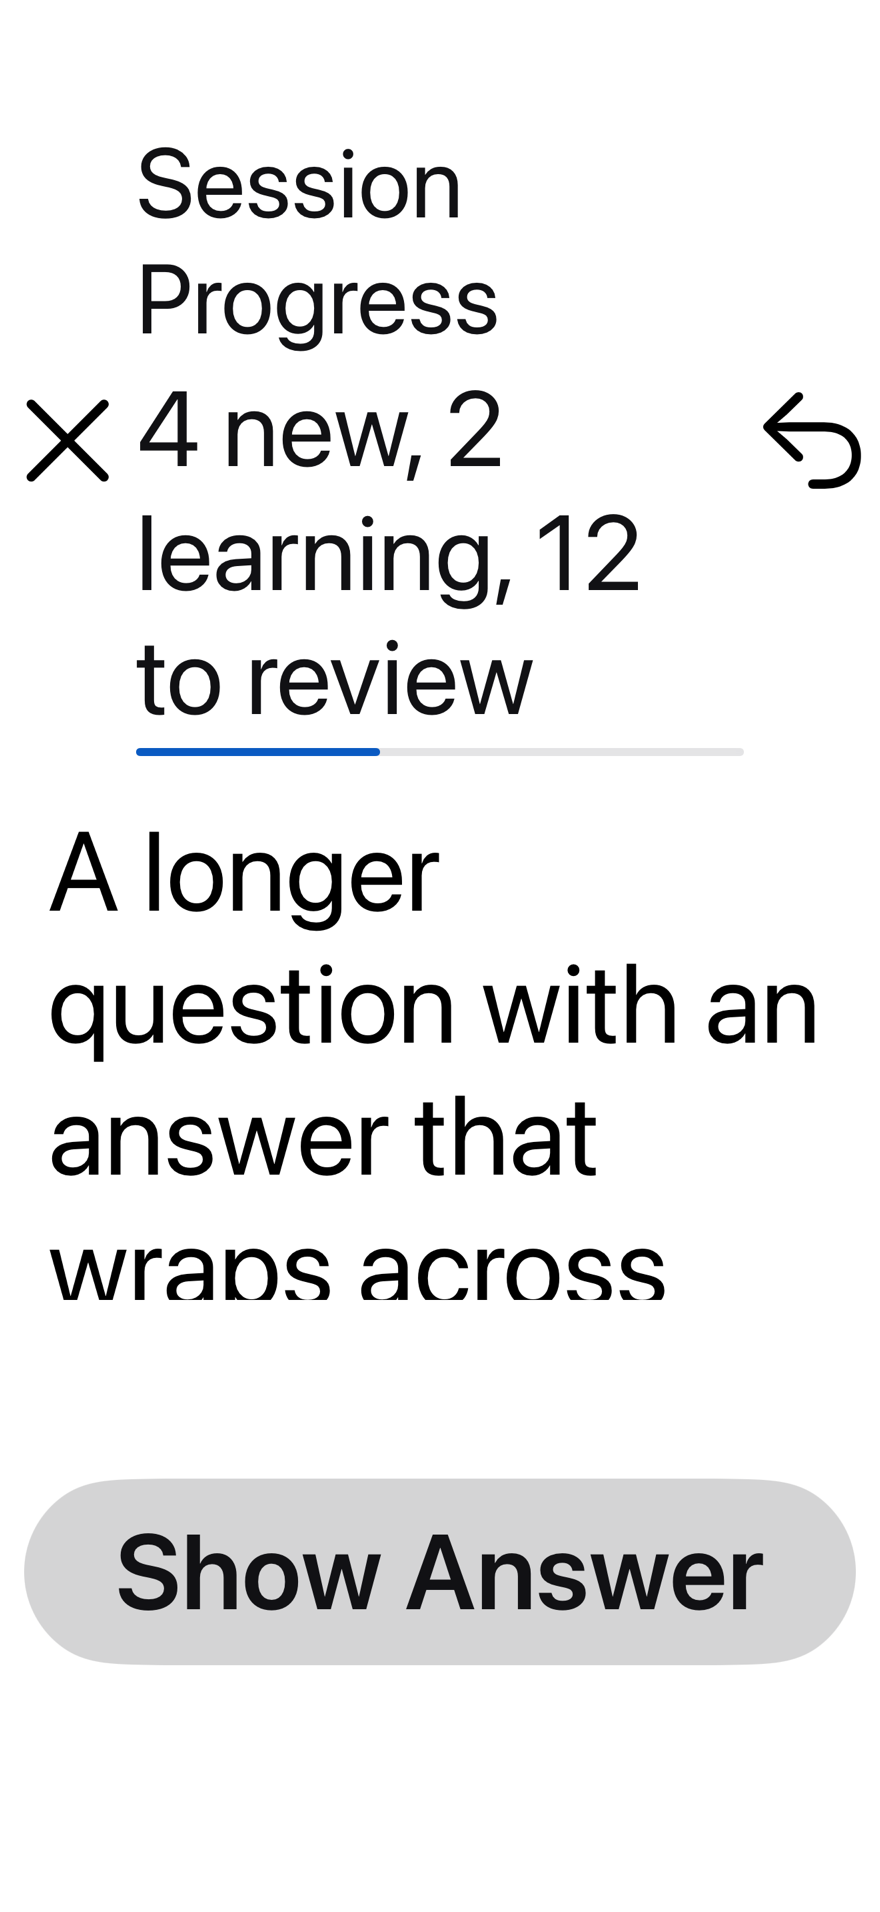 Session
Progress
4 new, 2
learning, 12
to review
A longer
question with an
answer that
wraps across
Show Answer